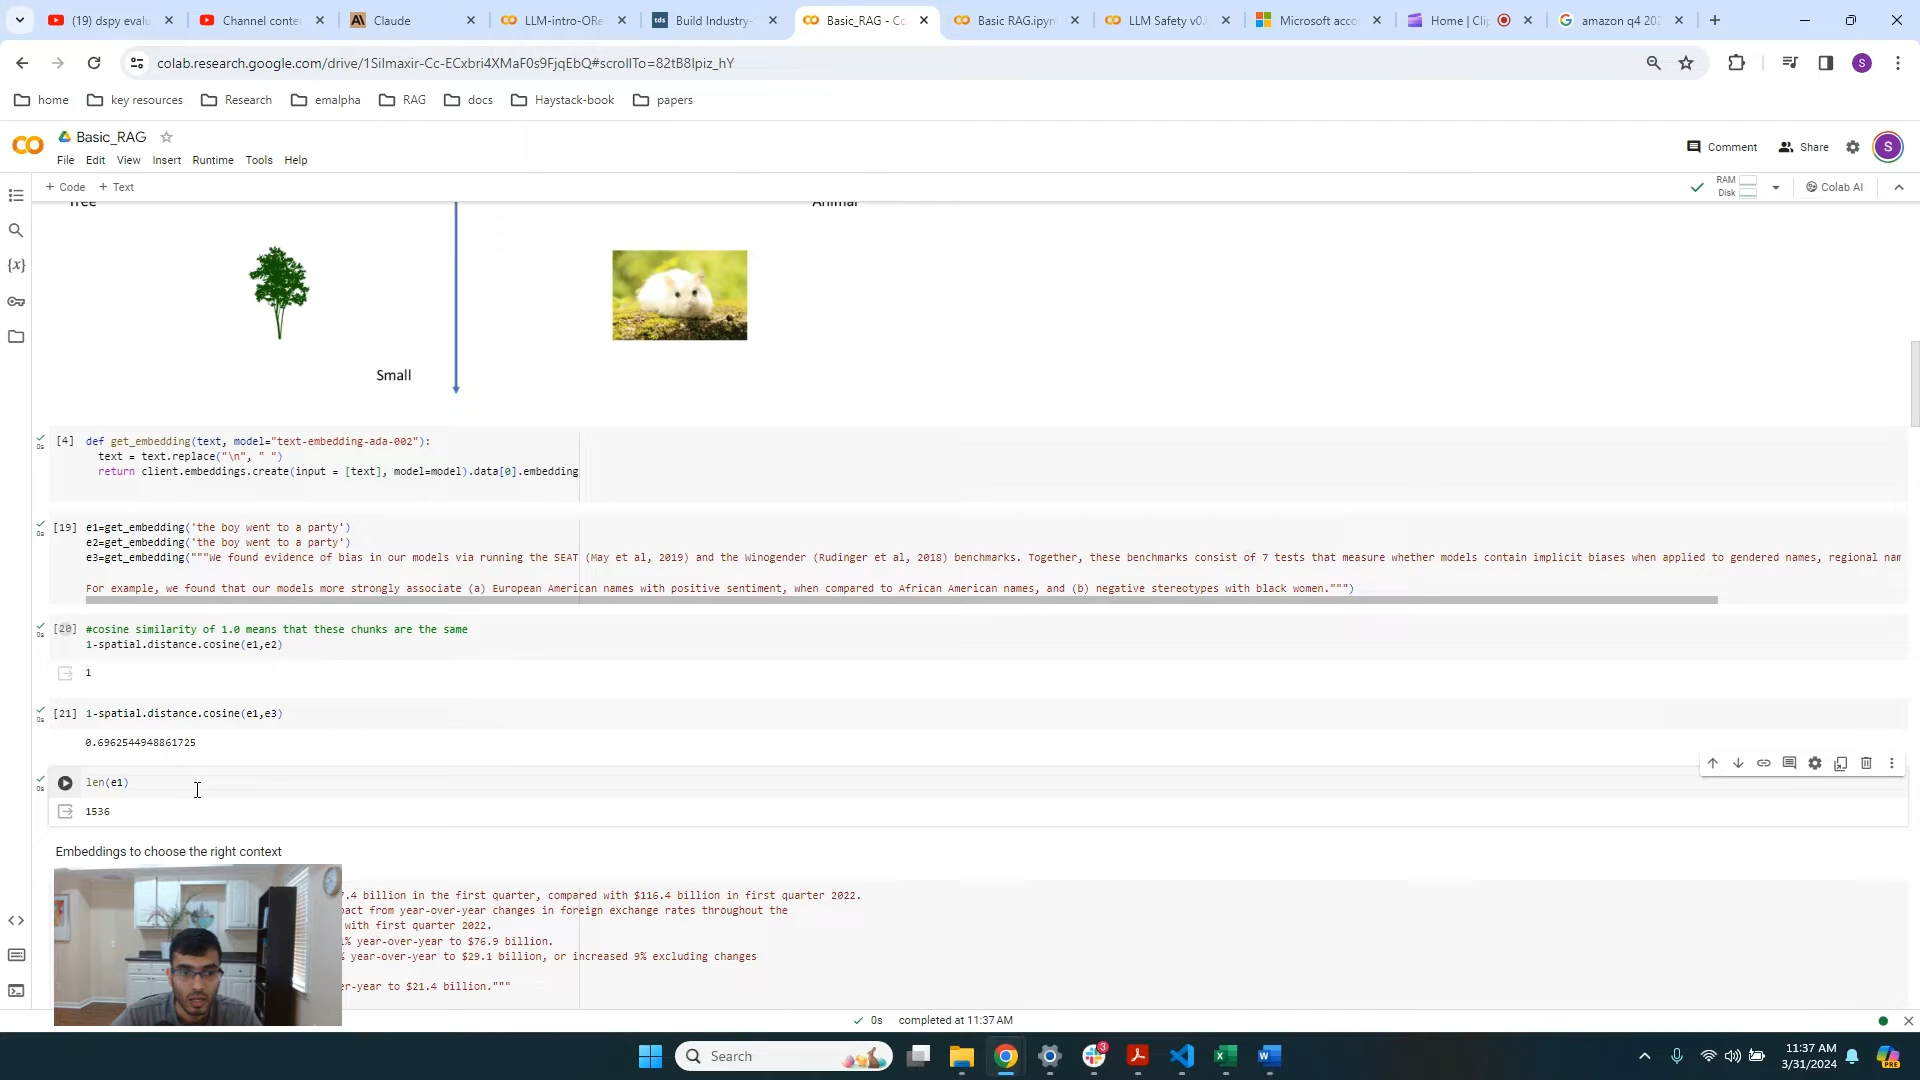 (19) dspy evalu
Channel conte
Claude
LLM-intro-ORe
Build Industry-
Basic_RAG - Co
Basic RAG.ipyn
LLM Safety v0.
Microsoft acco
Home | Cli
amazon q4 202
colab.research.google.com/drive/1SiImaxir-Cc-ECxbri4XMaF0s9FjqEbQ#scrollTo=82tB8Ipiz_hY
home
key resources
Research
emalpha
RAG
docs
Haystack-book
papers
Basic_RAG
File Edit View Insert Runtime Tools Help
Comment
Share
S
+ Code + Text
RAM
Disk
Colab AI
Tree
Animal
Small
[4] def get_embedding(text, model="text-embedding-ada-002"):
text = text.replace("\n", " ")
return client.embeddings.create(input = [text], model=model).data[0].embedding
[19] e1=get_embedding('the boy went to a party')
e2=get_embedding('the boy went to a party')
e3=get_embedding("""We found evidence of bias in our models via running the SEAT (May et al, 2019) and the Winogender (Rudinger et al, 2018) benchmarks. Together, these benchmarks consist of 7 tests that measure whether models contain implicit biases when applied to gendered names, regional nam
For example, we found that our models more strongly associate (a) European American names with positive sentiment, when compared to African American names, and (b) negative stereotypes with black women.""")
[20] #cosine similarity of 1.0 means that these chunks are the same
1-spatial.distance.cosine(e1,e2)
1
[21] 1-spatial.distance.cosine(e1,e3)
0.6962544948861725
len(e1)
1536
Embeddings to choose the right context
7.4 billion in the first quarter, compared with $116.4 billion in first quarter 2022.
pact from year-over-year changes in foreign exchange rates throughout the
with first quarter 2022.
% year-over-year to $76.9 billion.
% year-over-year to $29.1 billion, or increased 9% excluding changes
er-year to $21.4 billion."""
0s completed at 11:37 AM
Search
3
11:37 AM
3/31/2024
PRE